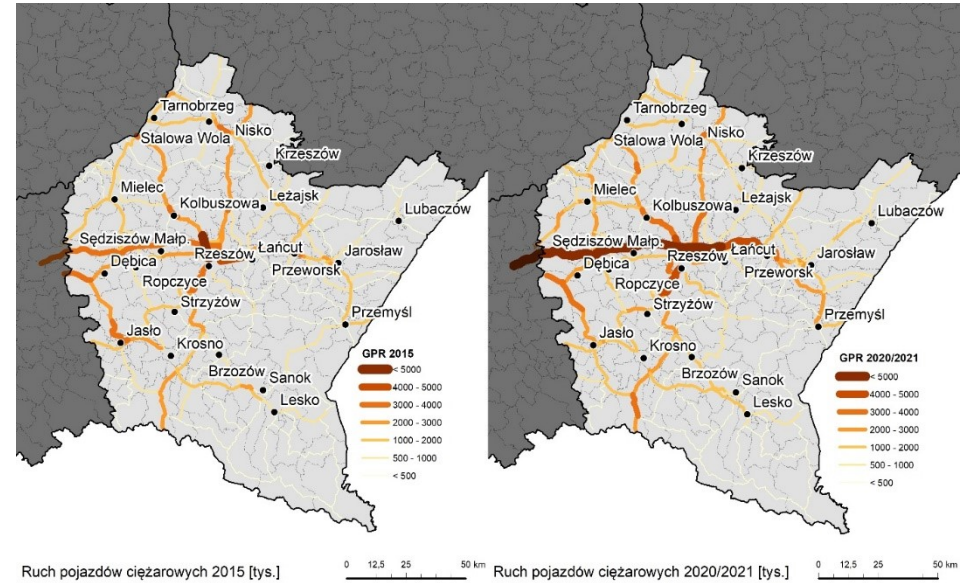 Tarnobrzeg
Stalowa Wola
Nisko
Krzeszów
Mielec
Leżajsk
Kolbuszowa
Lubaczów
Sędziszów Małp.
Łańcut
Rzeszów
Jarosław
Dębica
Przeworsk
Ropczyce
Strzyżów
Przemyśl
Jasło
Krosno
Brzozów
Sanok
Lesko
GPR 2015
< 5000
4000 - 5000
3000 - 4000
2000 - 3000
1000 - 2000
500 - 1000
< 500
Ruch pojazdów ciężarowych 2015 [tys.]
0 12,5 25 50 km
Tarnobrzeg
Stalowa Wola
Nisko
Krzeszów
Mielec
Leżajsk
Kolbuszowa
Lubaczów
Sędziszów Małp.
Łańcut
Rzeszów
Jarosław
Dębica
Przeworsk
Ropczyce
Strzyżów
Przemyśl
Jasło
Krosno
Brzozów
Sanok
Lesko
GPR 2020/2021
< 5000
4000 - 5000
3000 - 4000
2000 - 3000
1000 - 2000
500 - 1000
< 500
Ruch pojazdów ciężarowych 2020/2021 [tys.]
0 12,5 25 50 km